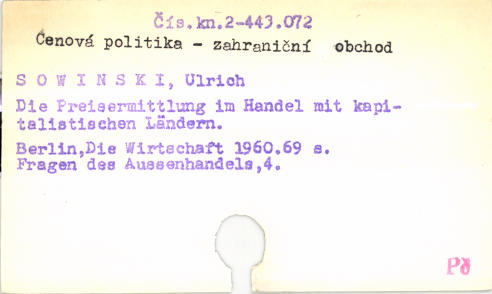 Čís.kn.2-443.072
Cenová politika - zahraniční obchod
S O W I N S K I, Ulrich
Die Preisermittlung im Handel mit kapi-
talistischen Ländern.
Berlin,Die Wirtschaft 1960.69 s.
Fragen des Aussenhandels,4.
Př